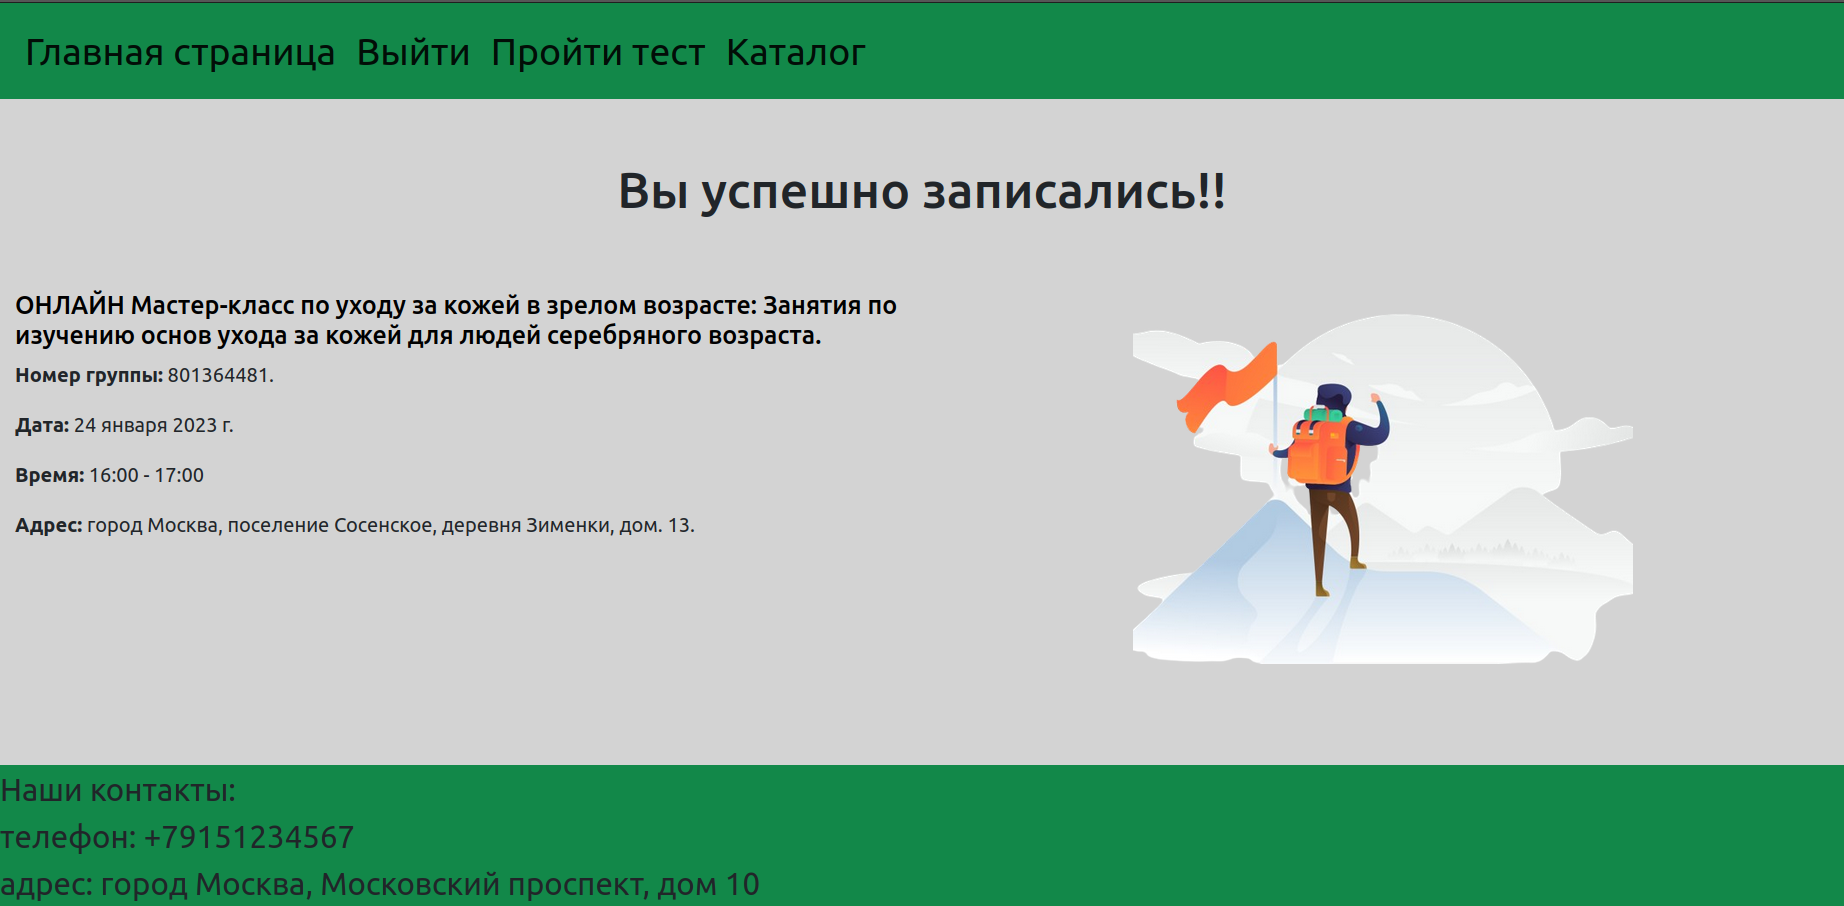 Главная страница Выйти Пройти тест Каталог
Вы успешно записались!!
ОНЛАЙН Мастер-класс по уходу за кожей в зрелом возрасте: Занятия по
изучению основ ухода за кожей для людей серебряного возраста.
Номер группы: 801364481.
Дата: 24 января 2023 г.
Время: 16:00 - 17:00
Адрес: город Москва, поселение Сосенское, деревня Зименки, дом. 13.
Наши контакты:
телефон: +79151234567
адрес: город Москва, Московский проспект, дом 10